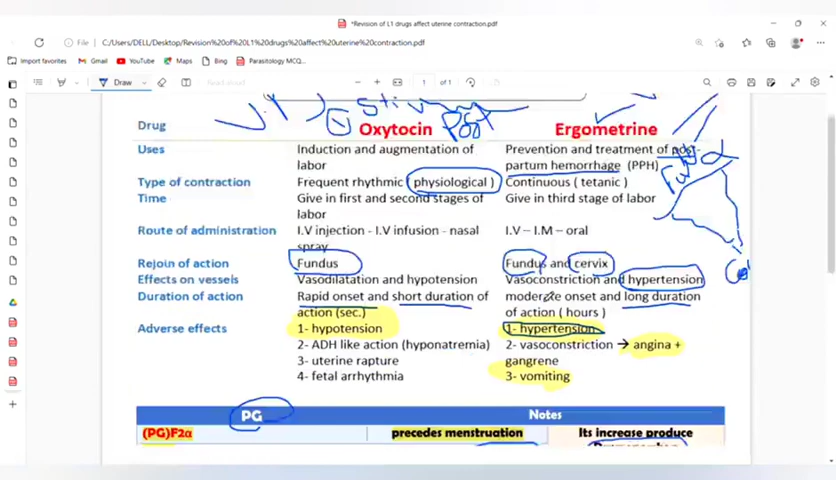 *Revision of L1 drugs affect uterine contraction.pdf
File | C:/Users/DELL/Desktop/Revision%20of%20L1%20drugs%20affect%20uterine%20contraction.pdf
Import favorites Gmail YouTube Maps Bing Parasitology MCQ...
Draw Read aloud 1 of 1
Post
Drug Oxytocin Ergometrine
Uses Induction and augmentation of labor Prevention and treatment of post-partum hemorrhage (PPH)
Type of contraction Frequent rhythmic ( physiological ) Continuous ( tetanic )
Time Give in first and second stages of labor Give in third stage of labor
Route of administration I.V injection - I.V infusion - nasal spray I.V – I.M – oral
Rejoin of action Fundus Fundus and cervix
Effects on vessels Vasodilatation and hypotension Vasoconstriction and hypertension
Duration of action Rapid onset and short duration of action (sec.) moderate onset and long duration of action ( hours )
Adverse effects 1- hypotension 1- hypertension
2- ADH like action (hyponatremia) 2- vasoconstriction → angina + gangrene
3- uterine rapture
4- fetal arrhythmia 3- vomiting
PG Notes
(PG)F2α precedes menstruation Its increase produce